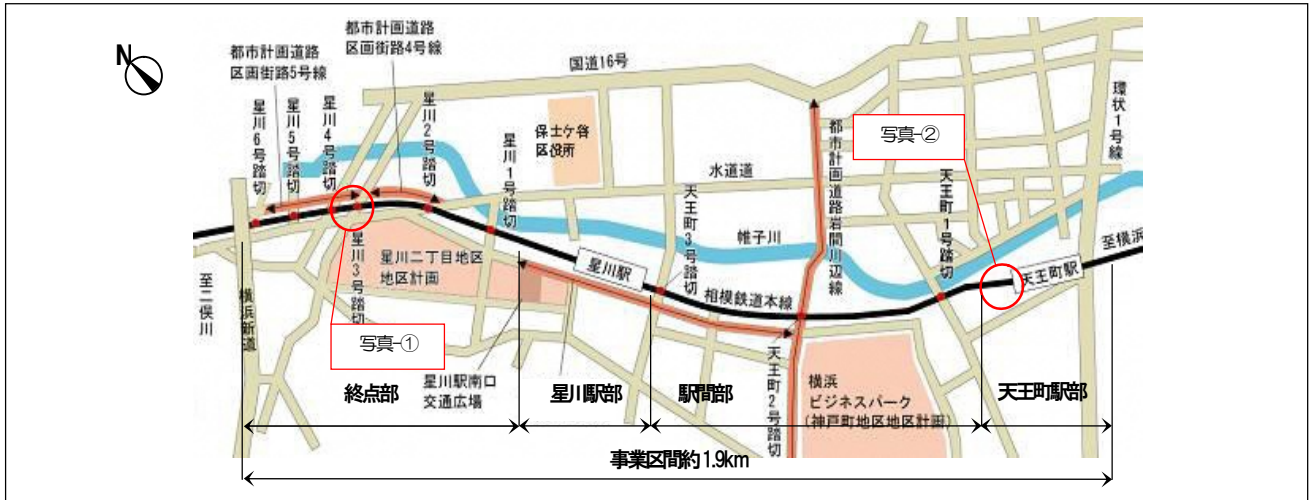 N
都市計画道路
区画街路5号線
都市計画道路
区画街路4号線
国道16号
環状1号線
星川6号踏切
星川5号踏切
星川4号踏切
星川2号踏切
星川1号踏切
保土ケ谷
区役所
水道道
都市計画道路岩間川辺線
写真-②
天王町1号踏切
天王町3号踏切
帷子川
至横浜
天王町駅
星川駅
相模鉄道本線
星川3号踏切
星川二丁目地区
地区計画
至二俣川
横浜新道
写真-①
天王町2号踏切
横浜
ビジネスパーク
(神戸町地区地区計画)
星川駅南口
交通広場
終点部
星川駅部
駅間部
天王町駅部
事業区間約1.9km